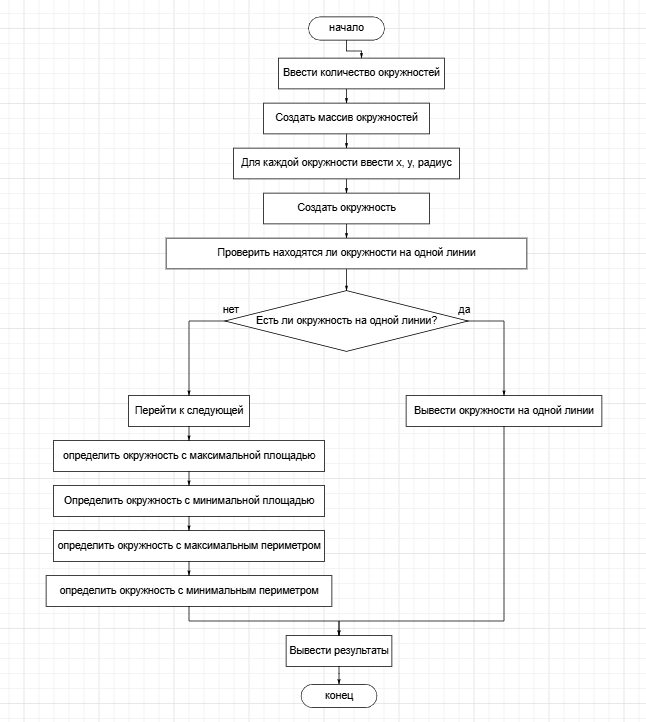 начало
Ввести количество окружностей
Создать массив окружностей
Для каждой окружности ввести x, y, радиус
Создать окружность
Проверить находятся ли окружности на одной линии
нет
да
Есть ли окружность на одной линии?
Перейти к следующей
Вывести окружности на одной линии
определить окружность с максимальной площадью
Определить окружность с минимальной площадью
определить окружность с максимальным периметром
определить окружность с минимальным периметром
Вывести результаты
конец